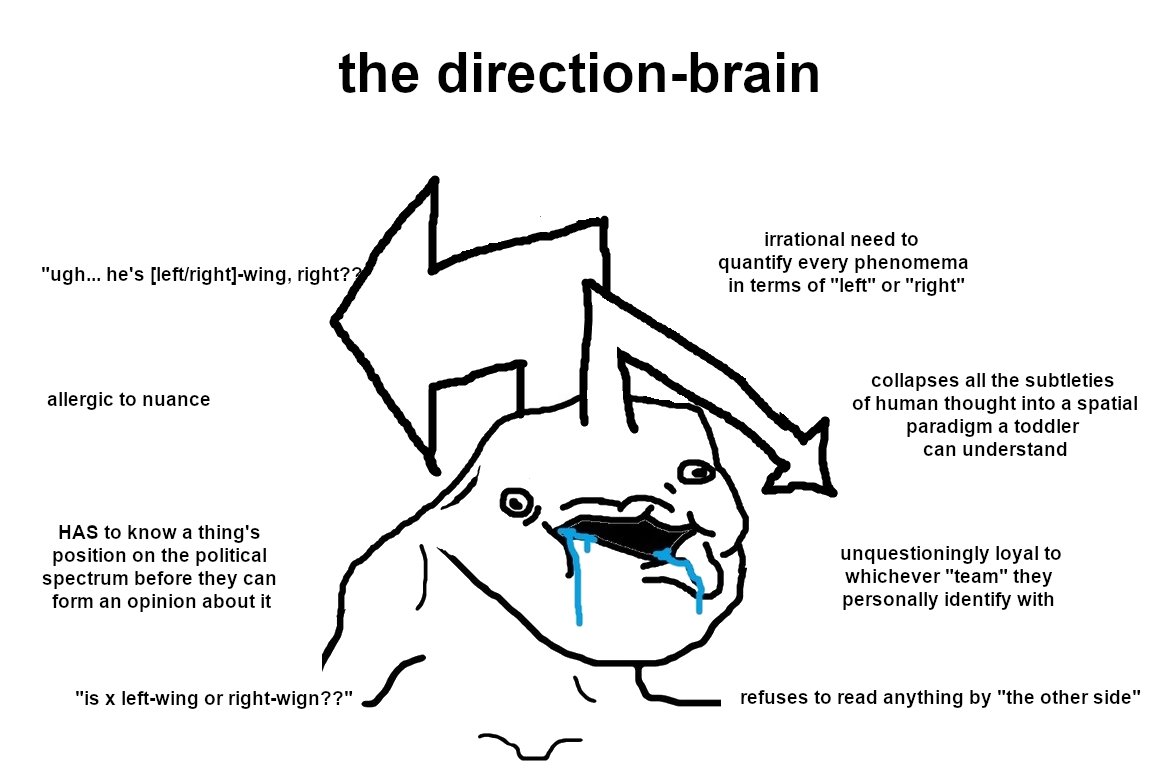 the direction-brain
"ugh... he's [left/right]-wing, right??
irrational need to
quantify every phenomema
in terms of "left" or "right"
allergic to nuance
collapses all the subtleties
of human thought into a spatial
paradigm a toddler
can understand
HAS to know a thing's
position on the political
spectrum before they can
form an opinion about it
unquestioningly loyal to
whichever "team" they
personally identify with
"is x left-wing or right-wign??"
refuses to read anything by "the other side"